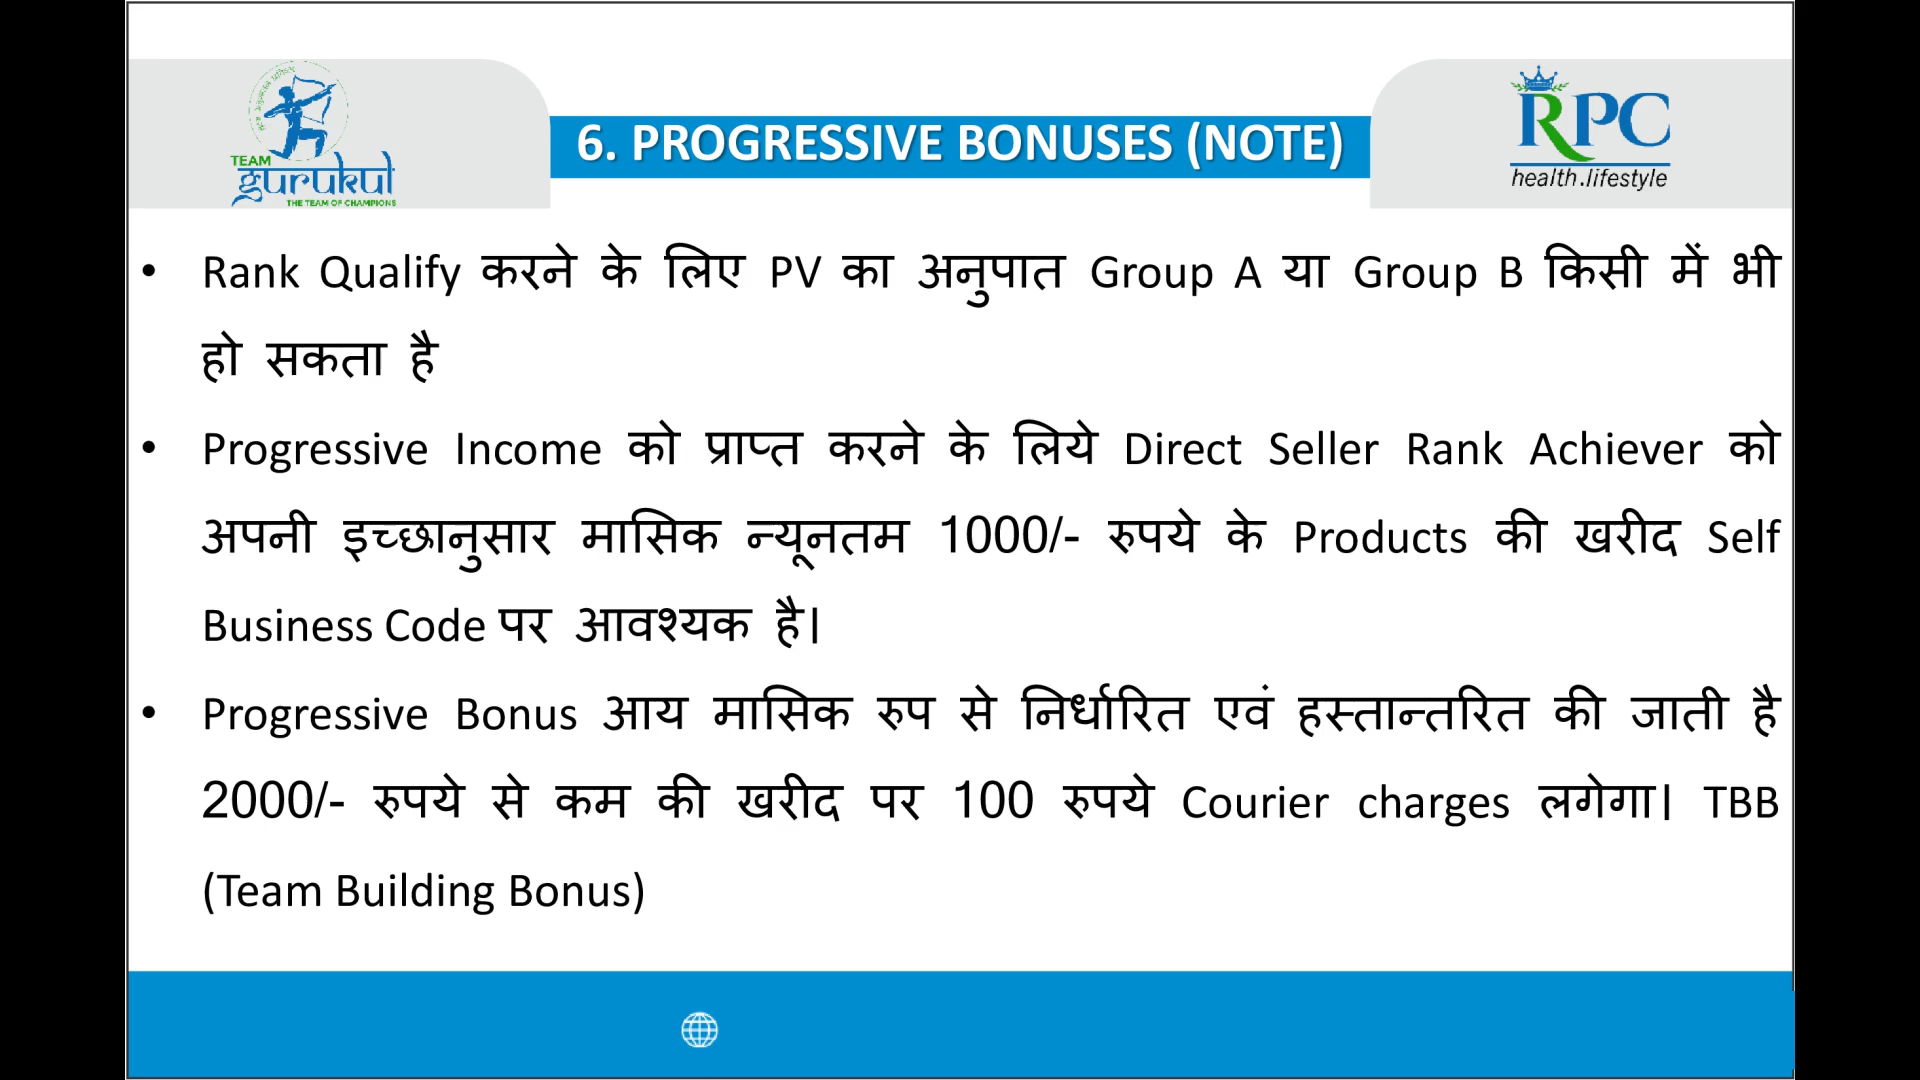 TEAM
gurukul
THE TEAM OF CHAMPIONS
6. PROGRESSIVE BONUSES (NOTE)
RPC
health.lifestyle
• Rank Qualify करने के लिए PV का अनुपात Group A या Group B किसी में भी
हो सकता है
• Progressive Income को प्राप्त करने के लिये Direct Seller Rank Achiever को
अपनी इच्छानुसार मासिक न्यूनतम 1000/- रुपये के Products की खरीद Self
Business Code पर आवश्यक है।
• Progressive Bonus आय मासिक रुप से निर्धारित एवं हस्तान्तरित की जाती है
2000/- रुपये से कम की खरीद पर 100 रुपये Courier charges लगेगा। TBB
(Team Building Bonus)